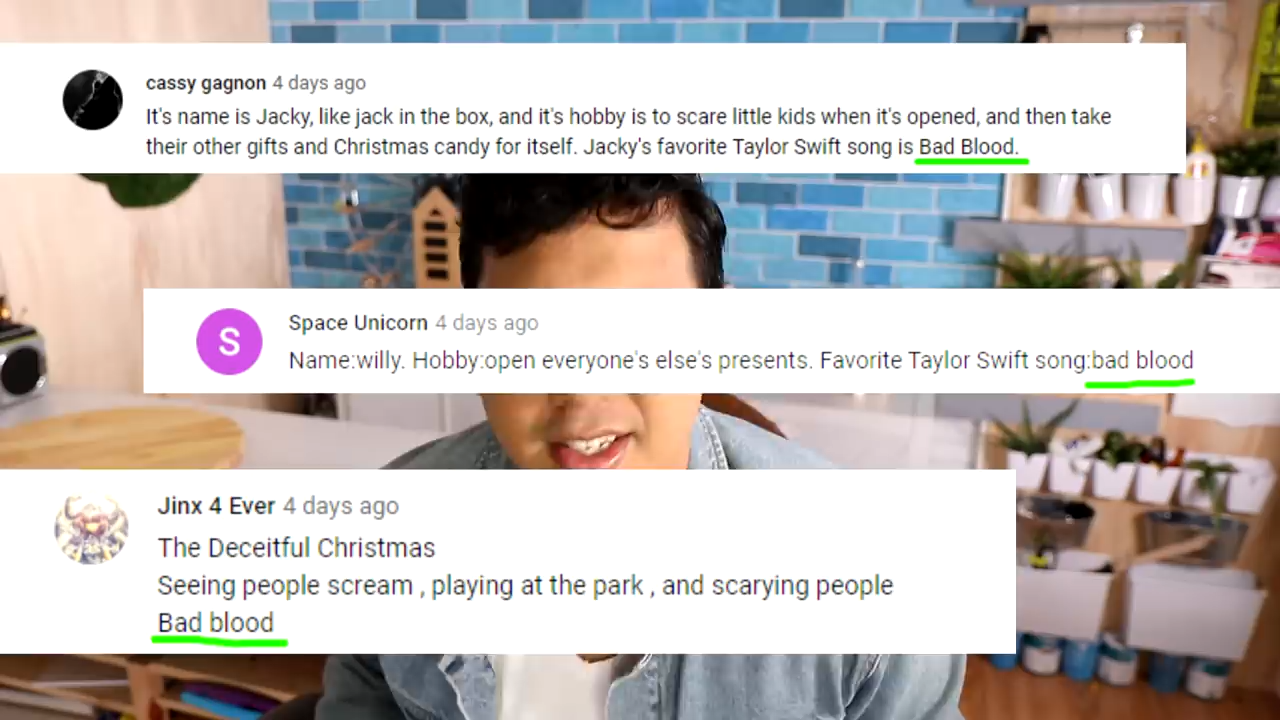 cassy gagnon 4 days ago
It's name is Jacky, like jack in the box, and it's hobby is to scare little kids when it's opened, and then take
their other gifts and Christmas candy for itself. Jacky's favorite Taylor Swift song is Bad Blood.
S
Space Unicorn 4 days ago
Name:willy. Hobby:open everyone's else's presents. Favorite Taylor Swift song:bad blood
Jinx 4 Ever 4 days ago
The Deceitful Christmas
Seeing people scream , playing at the park , and scarying people
Bad blood